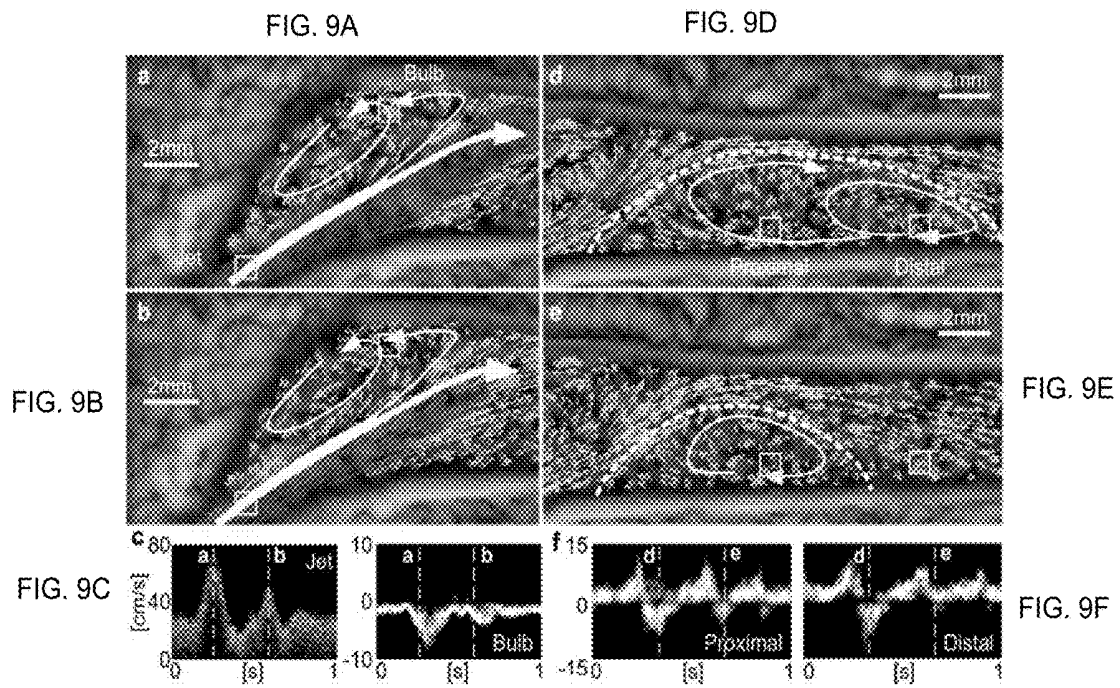 FIG. 9A
FIG. 9D
a
Bulb
2mm
d
2mm
Proximal
Distal
FIG. 9B
b
2mm
e
2mm
FIG. 9E
FIG. 9C
c
[cm/s]
60
40
0
a
b
Jet
0
[s]
1
10
0
-10
a
b
Bulb
0
[s]
1
f
15
0
-15
d
e
Proximal
0
[s]
1
d
e
Distal
0
[s]
1
FIG. 9F